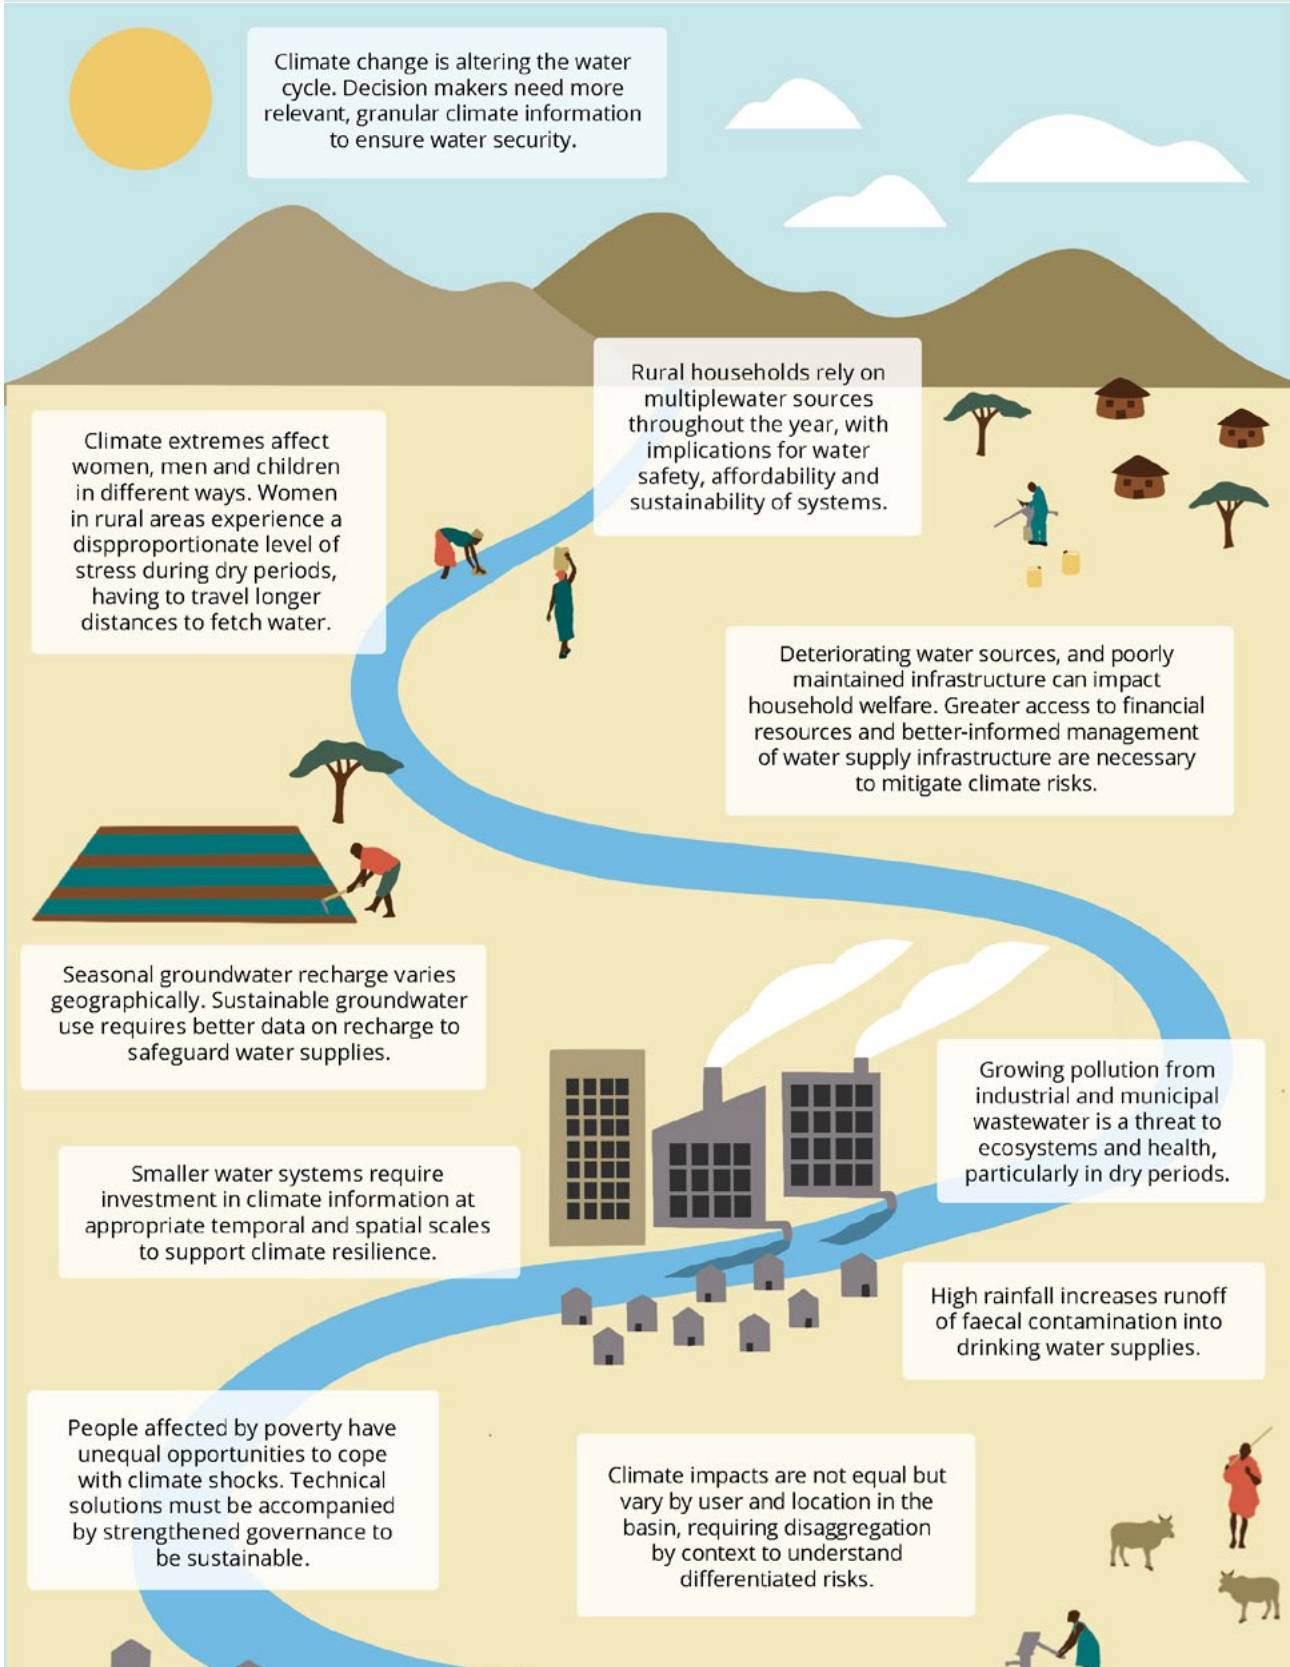 Climate change is altering the water
cycle. Decision makers need more
relevant, granular climate information
to ensure water security.
Rural households rely on
multiplewater sources
throughout the year, with
implications for water
safety, affordability and
sustainability of systems.
Climate extremes affect
women, men and children
in different ways. Women
in rural areas experience a
dispproportionate level of
stress during dry periods,
having to travel longer
distances to fetch water.
Deteriorating water sources, and poorly
maintained infrastructure can impact
household welfare. Greater access to financial
resources and better-informed management
of water supply infrastructure are necessary
to mitigate climate risks.
Seasonal groundwater recharge varies
geographically. Sustainable groundwater
use requires better data on recharge to
safeguard water supplies.
Growing pollution from
industrial and municipal
wastewater is a threat to
ecosystems and health,
particularly in dry periods.
Smaller water systems require
investment in climate information at
appropriate temporal and spatial scales
to support climate resilience.
High rainfall increases runoff
of faecal contamination into
drinking water supplies.
People affected by poverty have
unequal opportunities to cope
with climate shocks. Technical
solutions must be accompanied
by strengthened governance to
be sustainable.
Climate impacts are not equal but
vary by user and location in the
basin, requiring disaggregation
by context to understand
differentiated risks.